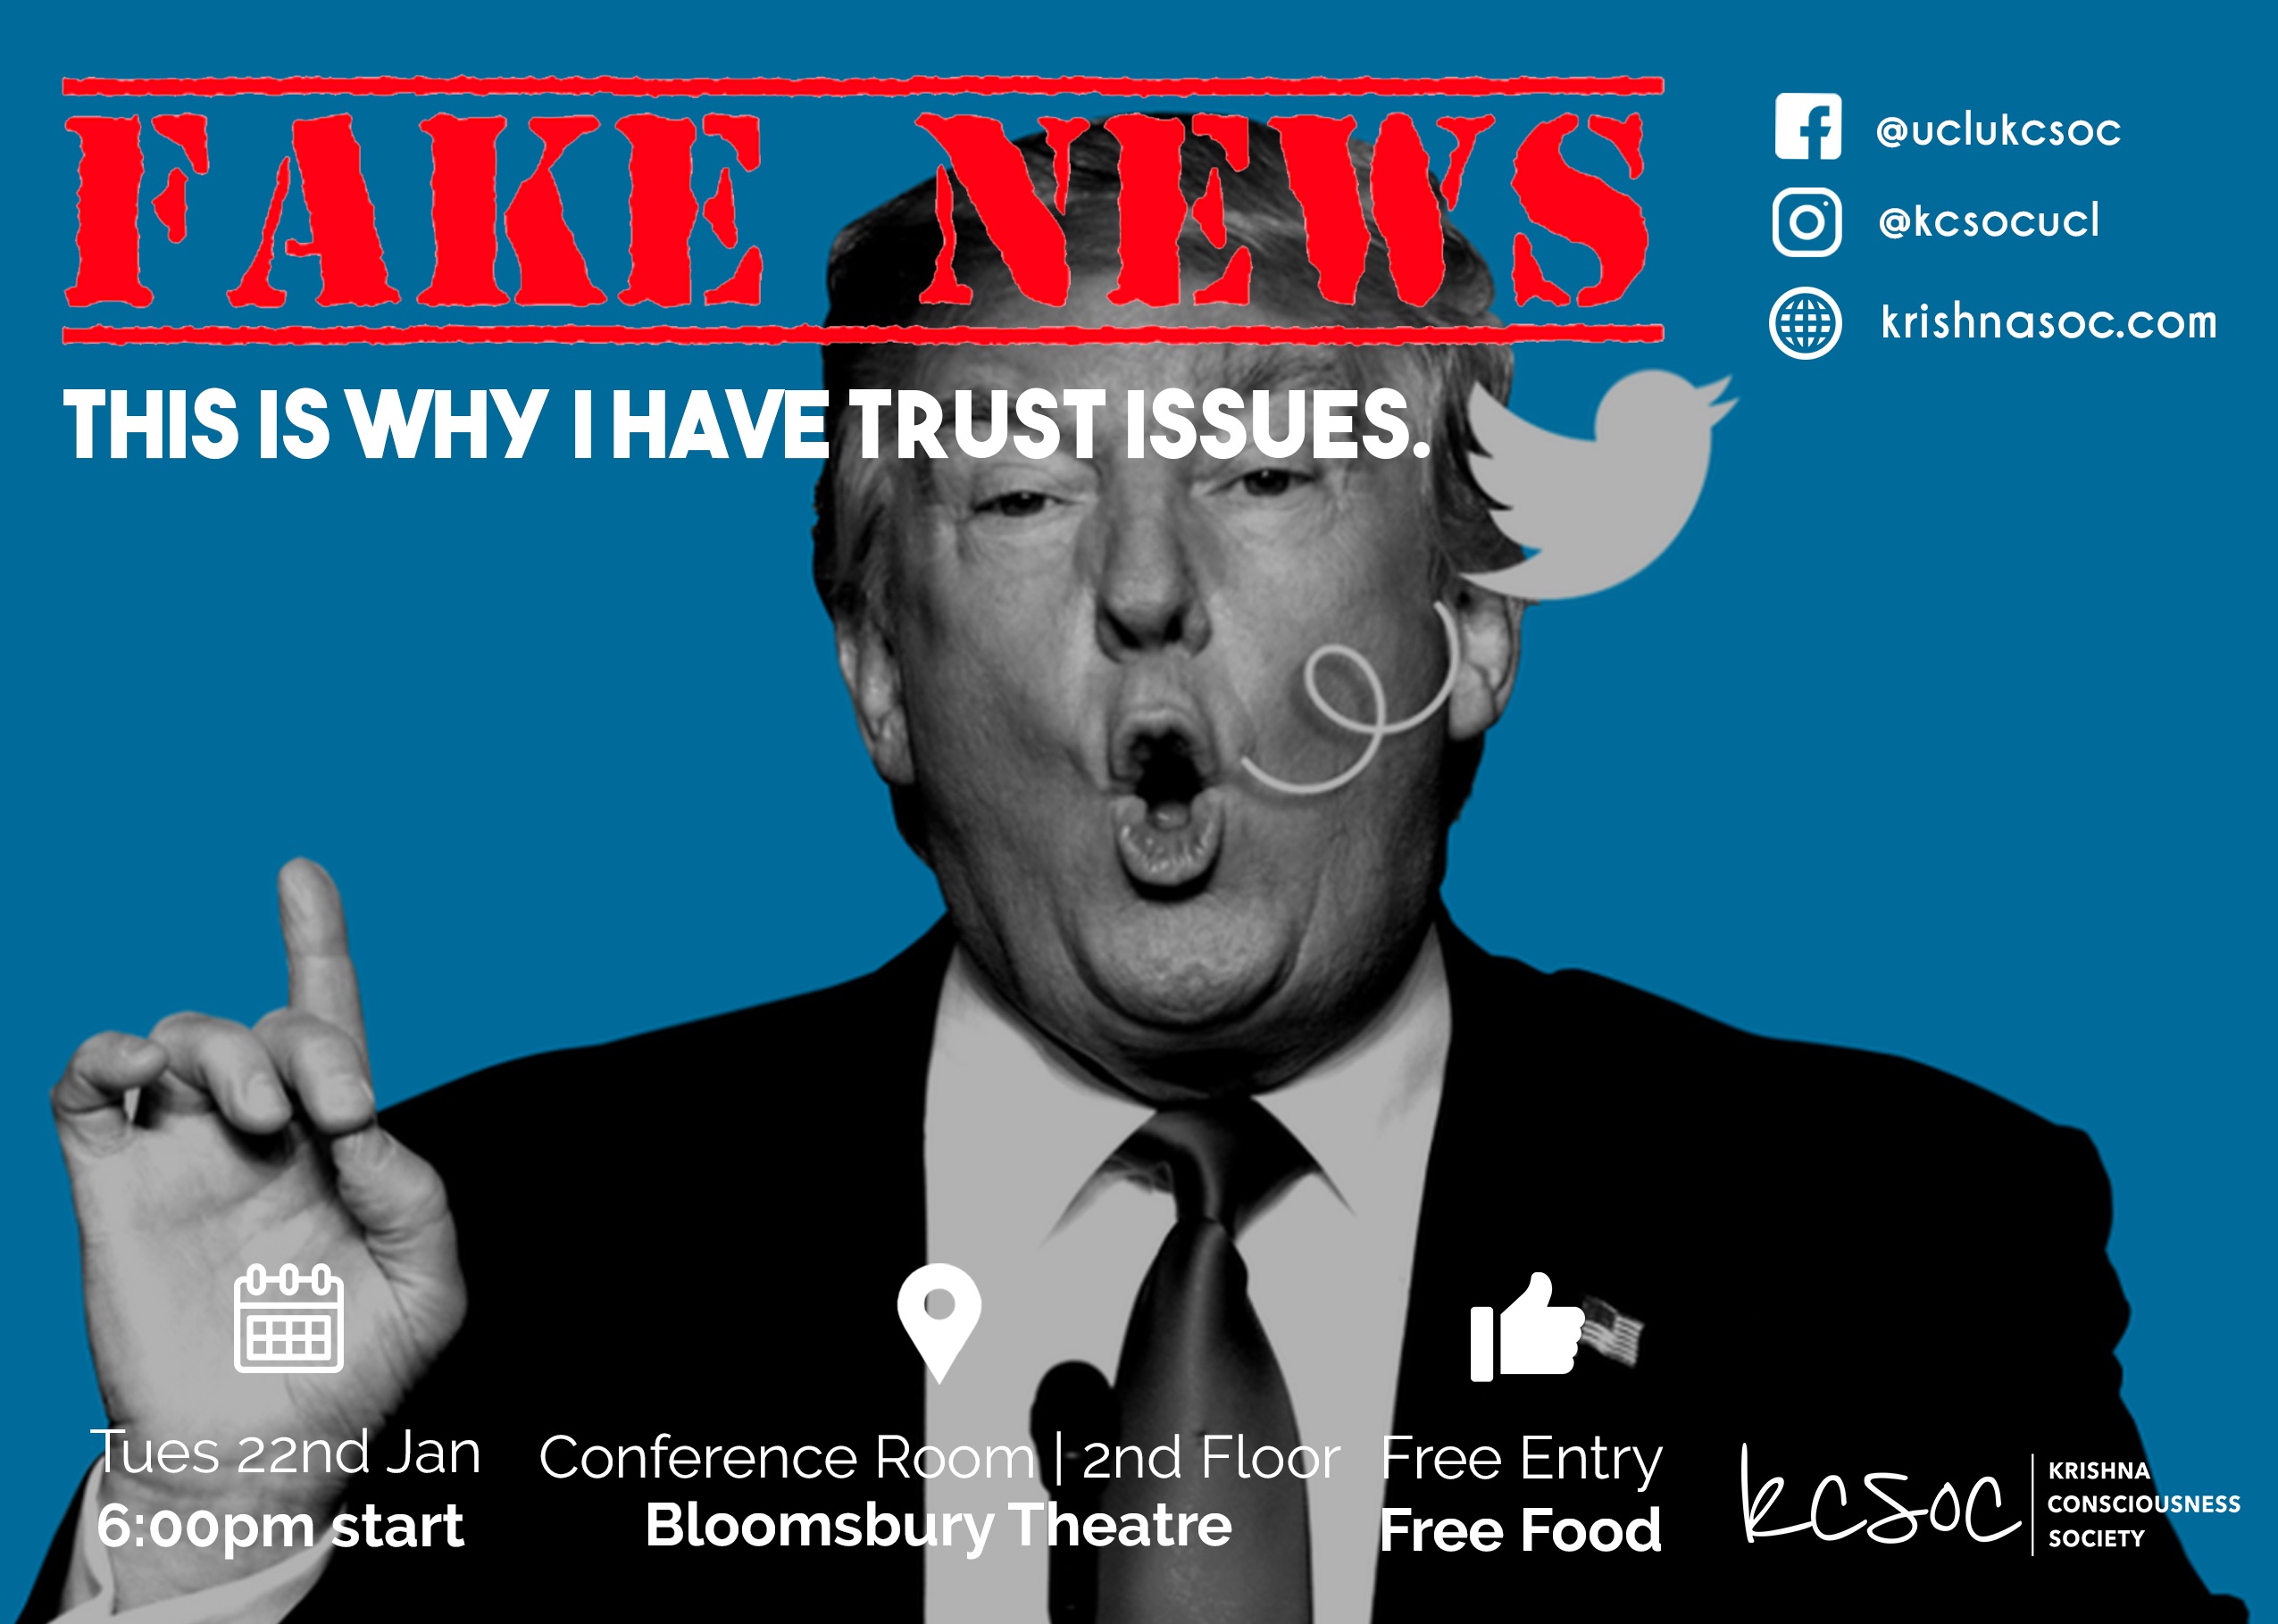 FAKE NEWS
THIS IS WHY I HAVE TRUST ISSUES.
@uclukcsoc
@kcsocucl
krishnasoc.com
Tues 22nd Jan
6:00pm start
Conference Room | 2nd Floor
Bloomsbury Theatre
Free Entry
Free Food
kcsoc
KRISHNA
CONSCIOUSNESS
SOCIETY